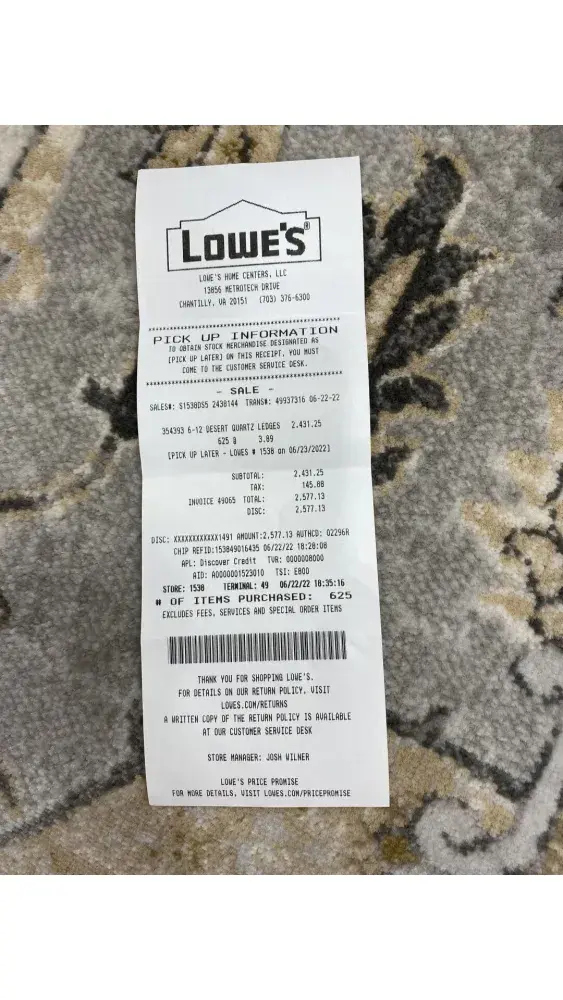 LOWE'S®
LOWE'S HOME CENTERS, LLC
13856 METROTECH DRIVE
CHANTILLY, VA 20151 (703) 376-6300
****************************************************
PICK UP INFORMATION
TO OBTAIN STOCK MERCHANDISE DESIGNATED AS
[PICK UP LATER] ON THIS RECEIPT, YOU MUST
COME TO THE CUSTOMER SERVICE DESK.
****************************************************
- SALE -
SALES#: S1538DS5 2438144 TRANS#: 49937316 06-22-22
354393 6-12 DESERT QUARTZ LEDGES 2,431.25
625 @ 3.89
[PICK UP LATER - LOWES # 1538 on 06/23/2022]
SUBTOTAL: 2,431.25
TAX: 145.88
INVOICE 49065 TOTAL: 2,577.13
DISC: 2,577.13
DISC: XXXXXXXXXXXX1491 AMOUNT:2,577.13 AUTHCD: 02296R
CHIP REFID:153849016435 06/22/22 18:28:08
APL: Discover Credit TVR: 0000008000
AID: A0000001523010 TSI: E800
STORE: 1538 TERMINAL: 49 06/22/22 18:35:16
# OF ITEMS PURCHASED: 625
EXCLUDES FEES, SERVICES AND SPECIAL ORDER ITEMS
THANK YOU FOR SHOPPING LOWE'S.
FOR DETAILS ON OUR RETURN POLICY, VISIT
LOWES.COM/RETURNS
A WRITTEN COPY OF THE RETURN POLICY IS AVAILABLE
AT OUR CUSTOMER SERVICE DESK
STORE MANAGER: JOSH WILNER
LOWE'S PRICE PROMISE
FOR MORE DETAILS, VISIT LOWES.COM/PRICEPROMISE